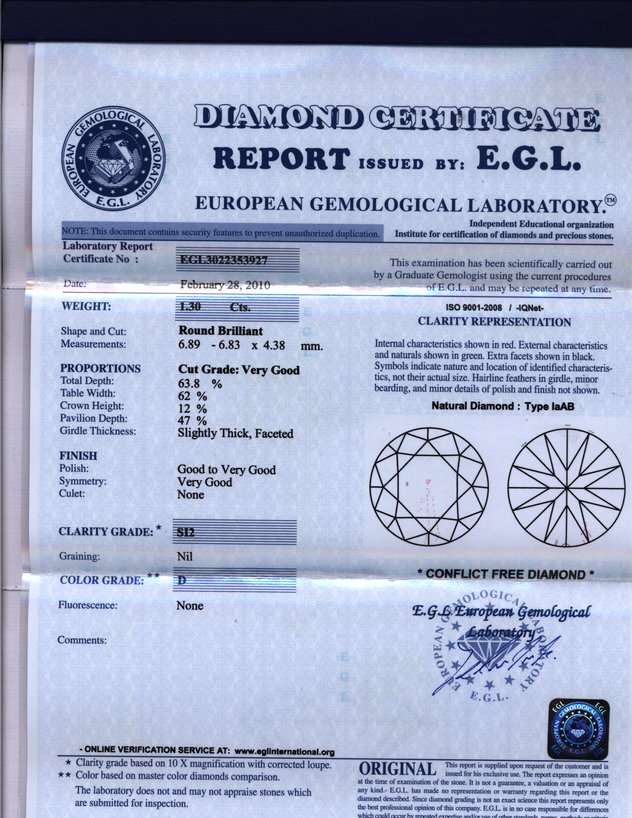 DIAMOND CERTIFICATE
REPORT ISSUED BY: E.G.L.
EUROPEAN GEMOLOGICAL LABORATORY.™
EUROPEAN GEMOLOGICAL LABORATORY
E.G.L.
Independent Educational organization
Institute for certification of diamonds and precious stones.
NOTE: This document contains security features to prevent unauthorized duplication.
Laboratory Report
Certificate No : EGL3022353927
Date: February 28, 2010
WEIGHT: 1.30 Cts.
Shape and Cut: Round Brilliant
Measurements: 6.89 - 6.83 x 4.38 mm.
PROPORTIONS Cut Grade: Very Good
Total Depth: 63.8 %
Table Width: 62 %
Crown Height: 12 %
Pavilion Depth: 47 %
Girdle Thickness: Slightly Thick, Faceted
FINISH
Polish: Good to Very Good
Symmetry: Very Good
Culet: None
CLARITY GRADE: * SI2
Graining: Nil
COLOR GRADE: ** D
Fluorescence: None
Comments:
This examination has been scientifically carried out
by a Graduate Gemologist using the current procedures
of E.G.L. and may be repeated at any time.
ISO 9001-2008 / -IQNet-
CLARITY REPRESENTATION
Internal characteristics shown in red. External characteristics
and naturals shown in green. Extra facets shown in black.
Symbols indicate nature and location of identified characteris-
tics, not their actual size. Hairline feathers in girdle, minor
bearding, and minor details of polish and finish not shown.
Natural Diamond : Type IaAB
* CONFLICT FREE DIAMOND *
E.G.L European Gemological
Laboratory
EUROPEAN GEMOLOGICAL LABORATORY
E.G.L.
EGL EGL
- ONLINE VERIFICATION SERVICE AT: www.eglinternational.org
* Clarity grade based on 10 X magnification with corrected loupe.
** Color based on master color diamonds comparison.
The laboratory does not and may not appraise stones which
are submitted for inspection.
ORIGINAL This report is supplied upon request of the customer and is
issued for his exclusive use. The report expresses an opinion
at the time of examination of the stone. It is not a guarantee, a valuation or an appraisal of
any kind.- E.G.L. has made no representation or warranty regarding this report or the
diamond described. Since diamond grading is not an exact science this report represents only
the best professional opinion of this company. E.G.L. is in no case responsible for differences
which could occur by repeated expertise and/or use of other standards,